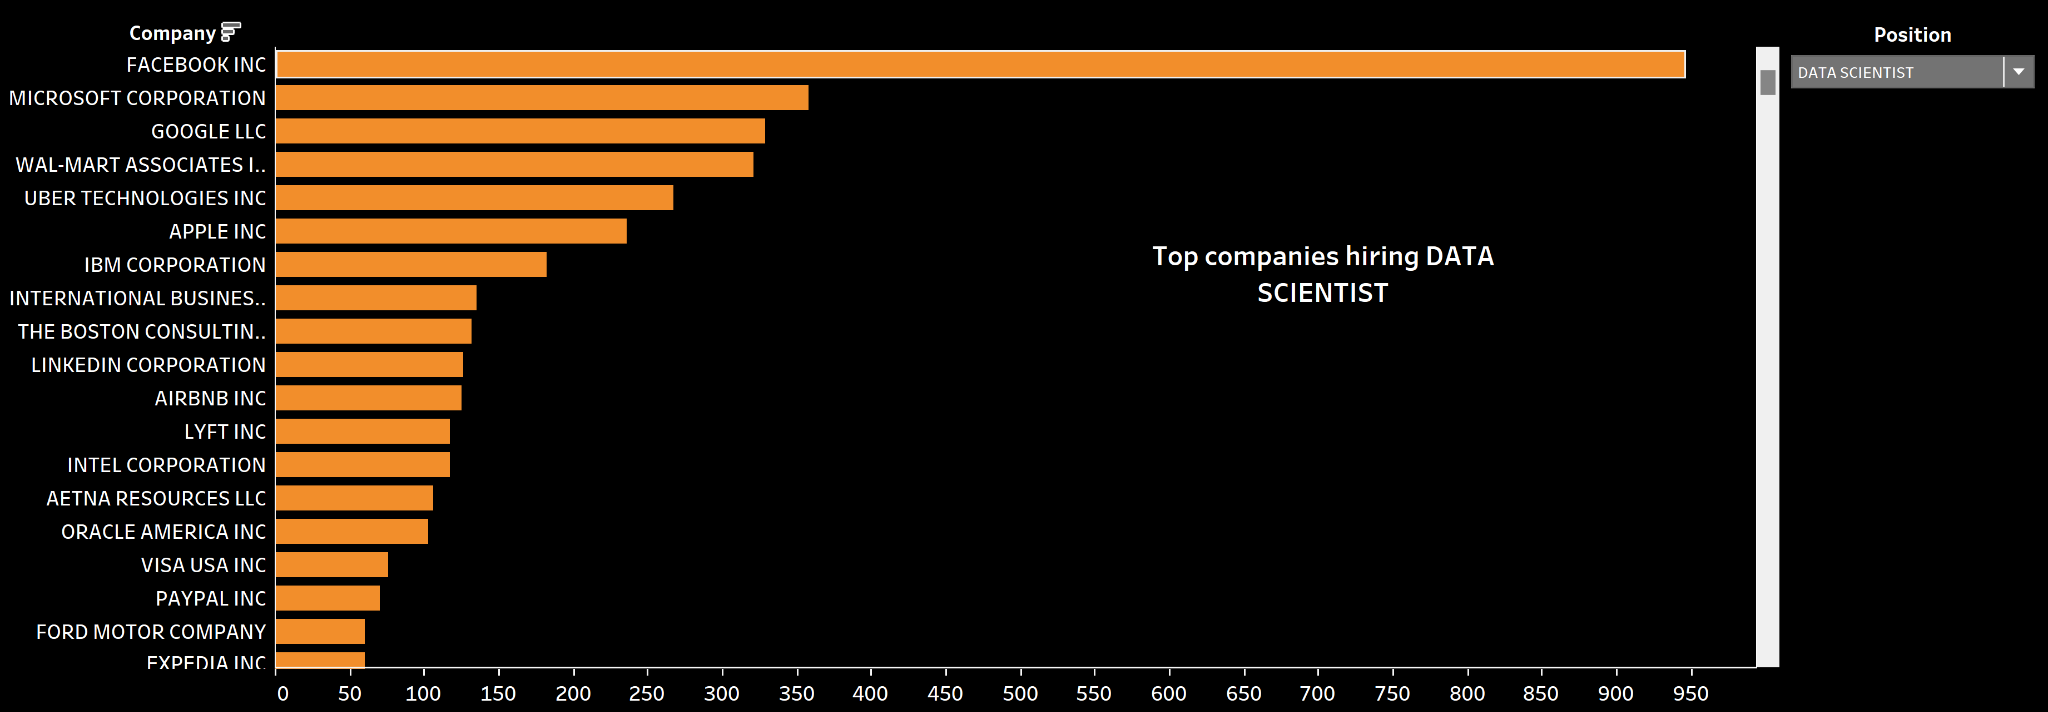 Company
Position
FACEBOOK INC
DATA SCIENTIST
MICROSOFT CORPORATION
GOOGLE LLC
WAL-MART ASSOCIATES I..
UBER TECHNOLOGIES INC
APPLE INC
Top companies hiring DATA
SCIENTIST
IBM CORPORATION
INTERNATIONAL BUSINES..
THE BOSTON CONSULTIN..
LINKEDIN CORPORATION
AIRBNB INC
LYFT INC
INTEL CORPORATION
AETNA RESOURCES LLC
ORACLE AMERICA INC
VISA USA INC
PAYPAL INC
FORD MOTOR COMPANY
EXPEDIA INC
0 50 100 150 200 250 300 350 400 450 500 550 600 650 700 750 800 850 900 950